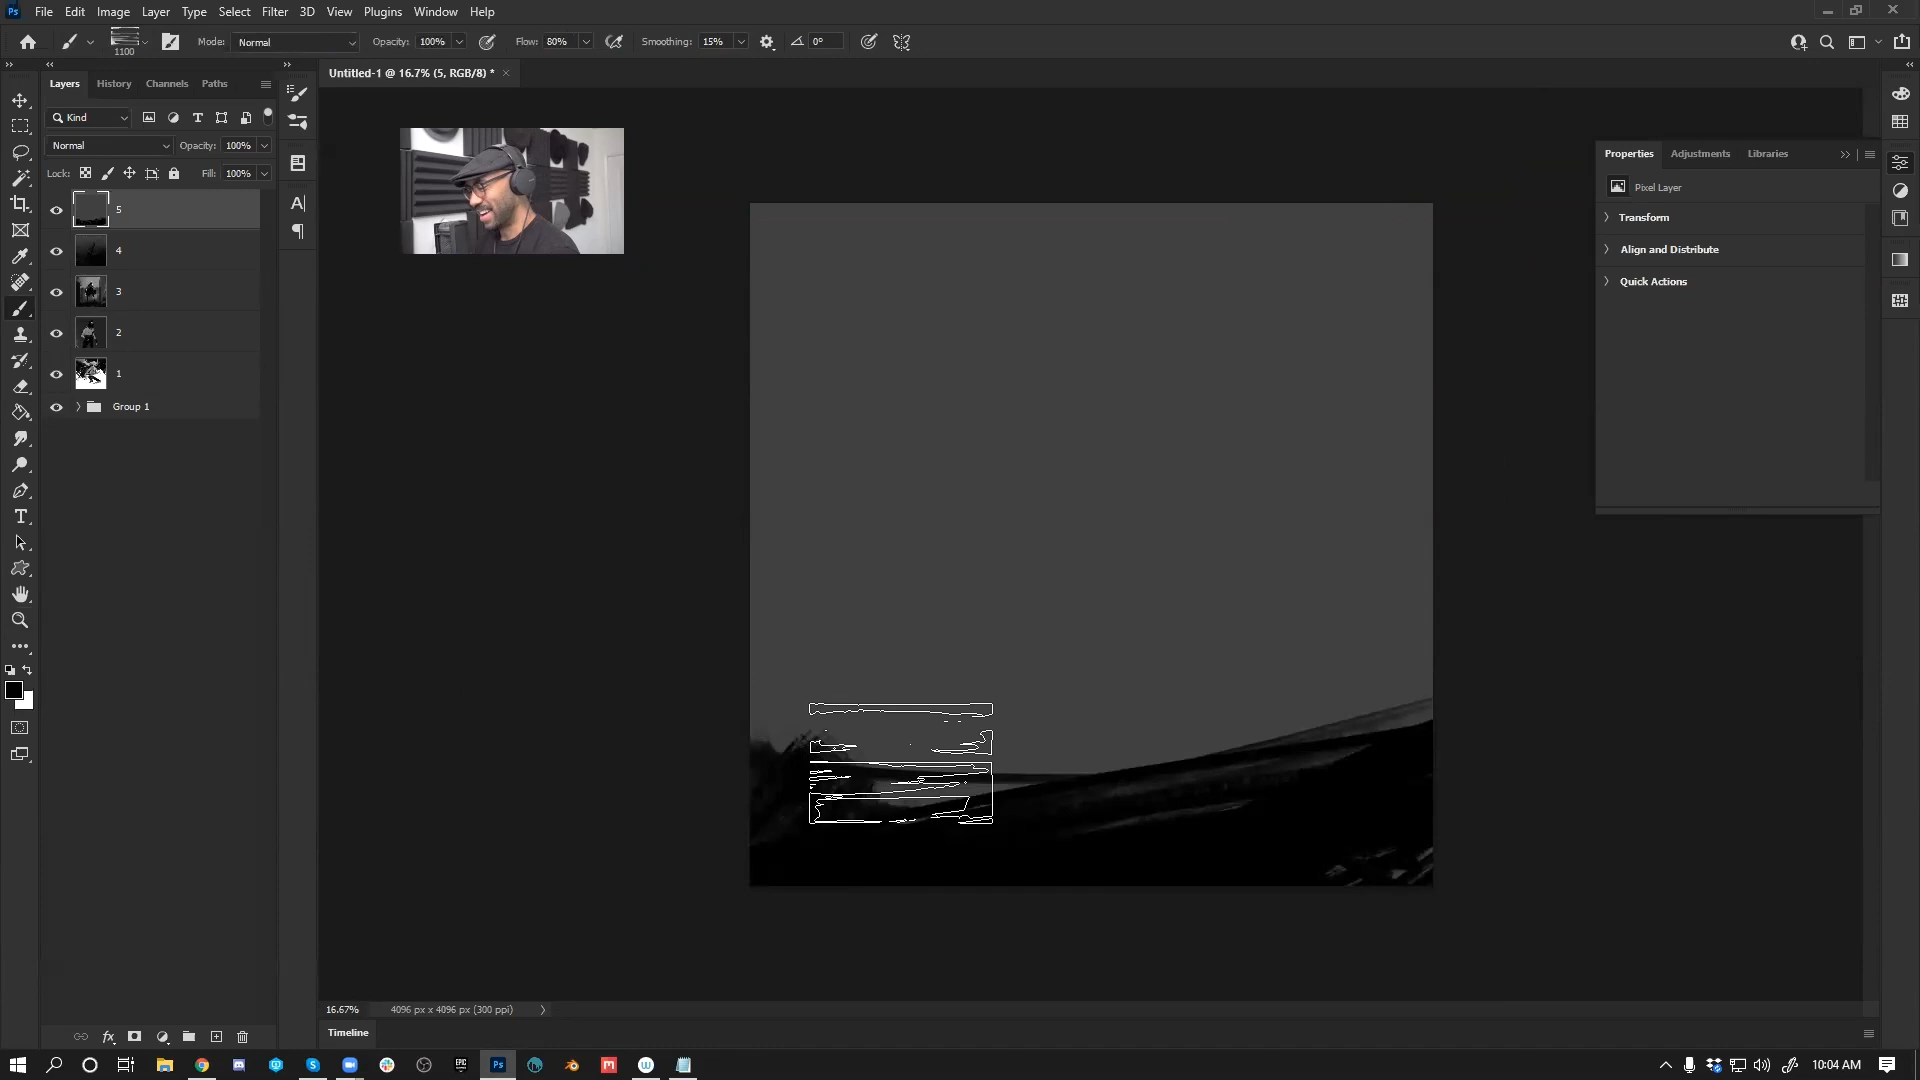 Ps File Edit Image Layer Type Select Filter 3D View Plugins Window Help
1100 Mode: Normal Opacity: 100% Flow: 80% Smoothing: 15% 0°
Layers History Channels Paths
Untitled-1 @ 16.7% (5, RGB/8) *
Kind
Normal Opacity: 100%
Lock: Fill: 100%
5
4
3
2
1
Group 1
Properties Adjustments Libraries
Pixel Layer
Transform
Align and Distribute
Quick Actions
16.67% 4096 px x 4096 px (300 ppi)
Timeline
Ps
10:04 AM